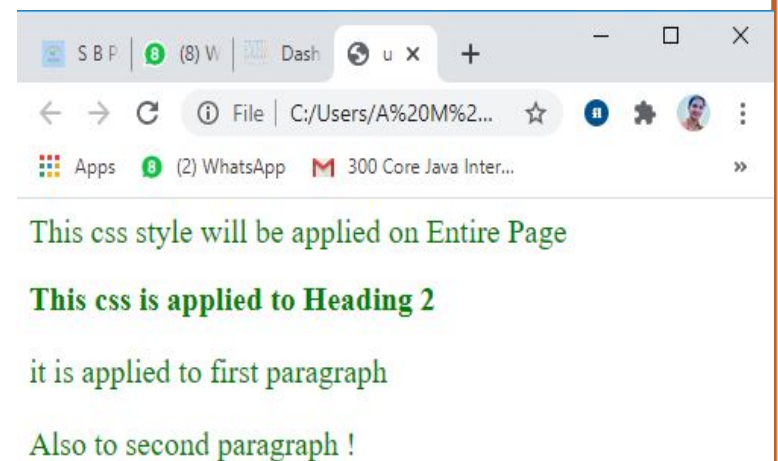 S B P (8) W Dash u
File C:/Users/A%20M%2...
Apps (2) WhatsApp M 300 Core Java Inter...
This css style will be applied on Entire Page
This css is applied to Heading 2
it is applied to first paragraph
Also to second paragraph !